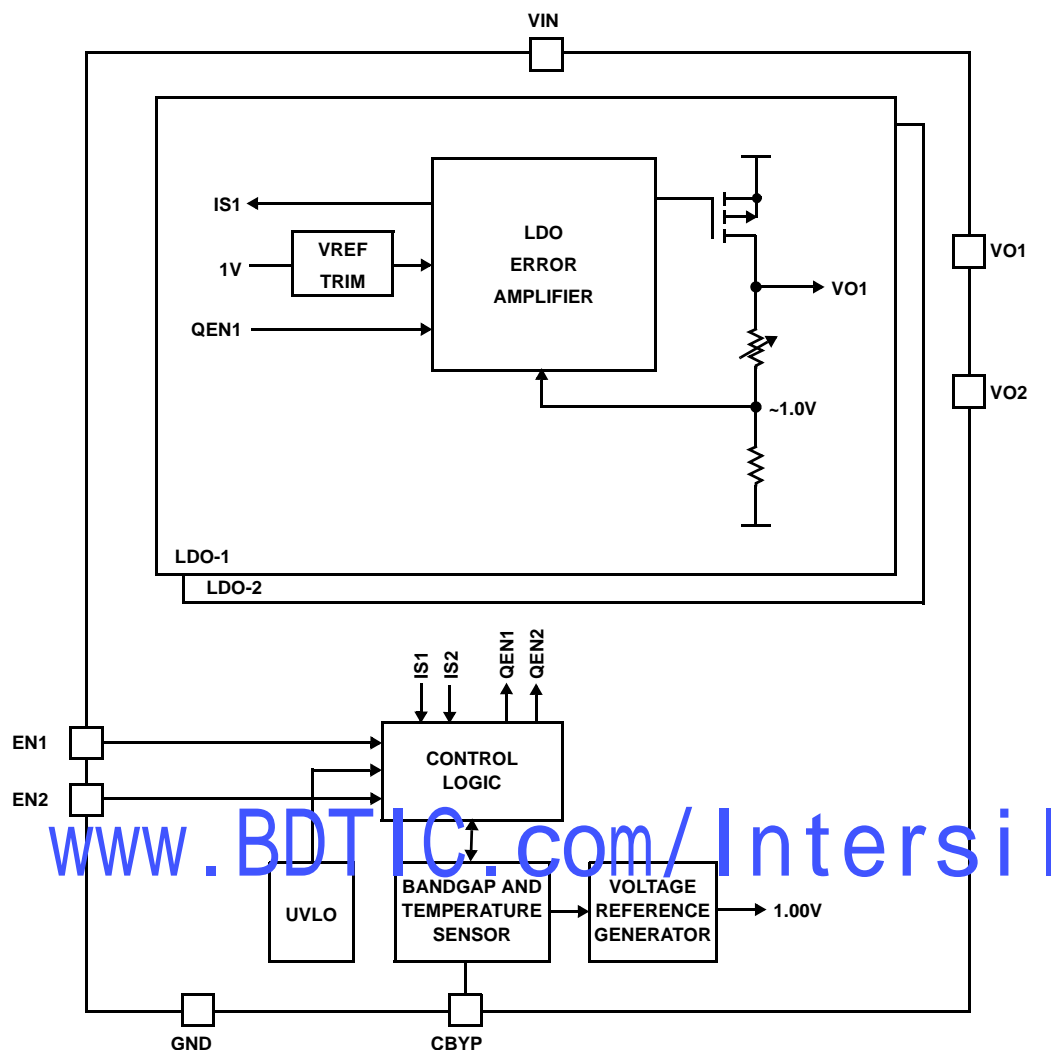 VIN
IS1
1V
VREF
TRIM
QEN1
LDO
ERROR
AMPLIFIER
VO1
~1.0V
LDO-1
LDO-2
VO1
VO2
IS1
IS2
QEN1
QEN2
EN1
EN2
CONTROL
LOGIC
www.BDTIC.com/Intersil
UVLO
BANDGAP AND
TEMPERATURE
SENSOR
VOLTAGE
REFERENCE
GENERATOR
1.00V
GND
CBYP